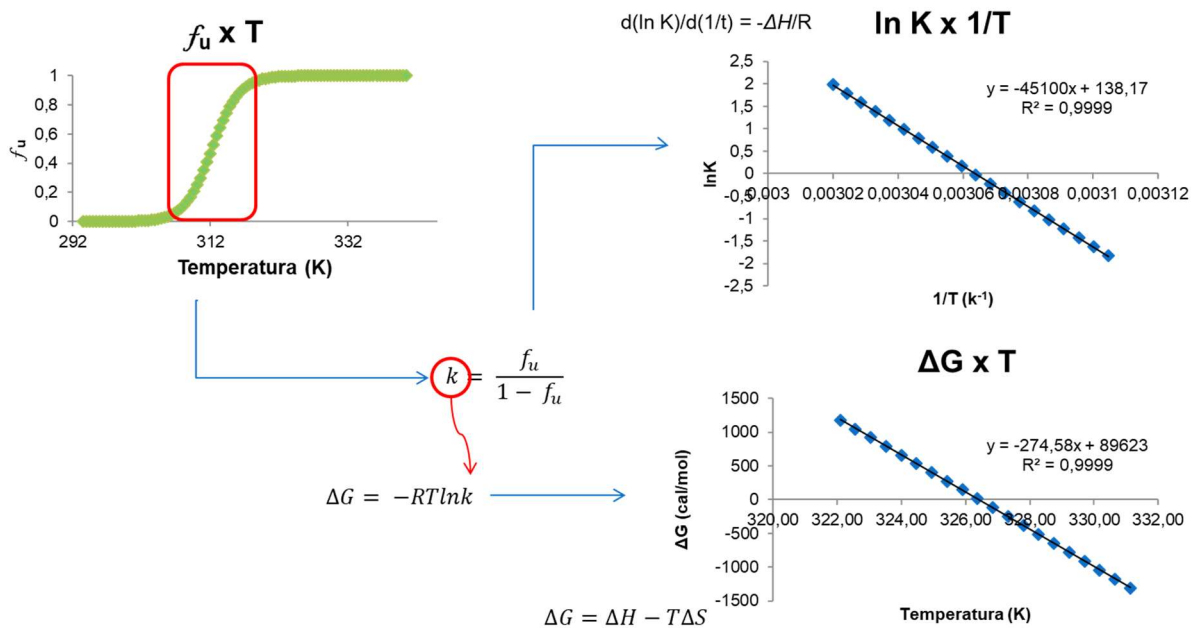 fu x T
1
0,8
0,6
0,4
0,2
0
fu
292
312
332
Temperatura (K)
d(ln K)/d(1/t) = -ΔH/R
ln K x 1/T
2,5
2
1,5
1
0,5
0
-0,5
-1
-1,5
-2
-2,5
lnK
y = -45100x + 138,17
R² = 0,9999
0,003 0,00302 0,00304 0,00306 0,00308 0,0031 0,00312
1/T (k⁻¹)
k = fu / 1 − fu
ΔG = −RTlnk
ΔG x T
1500
1000
500
0
-500
-1000
-1500
ΔG (cal/mol)
y = -274,58x + 89623
R² = 0,9999
320,00 322,00 324,00 326,00 328,00 330,00 332,00
Temperatura (K)
ΔG = ΔH − TΔS